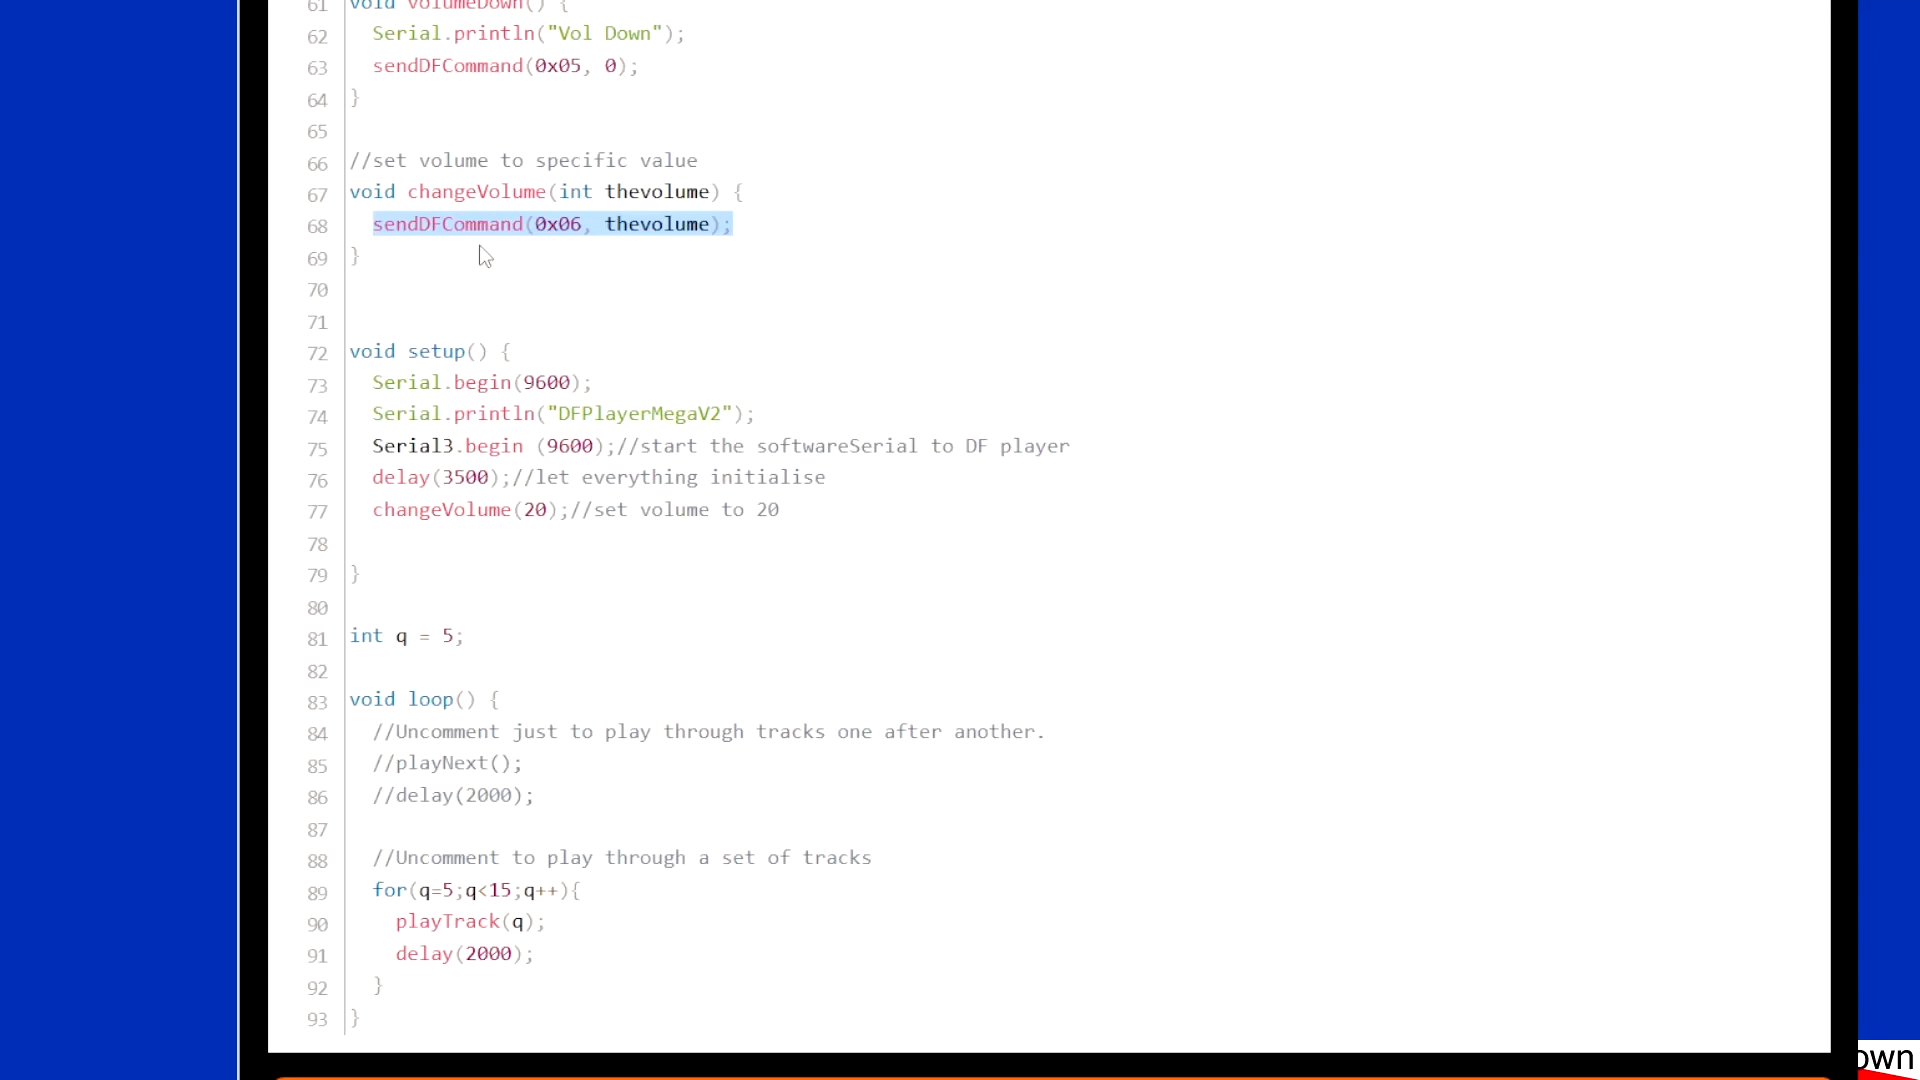 61 void volumeDown() {
62 Serial.println("Vol Down");
63 sendDFCommand(0x05, 0);
64 }
65
66 //set volume to specific value
67 void changeVolume(int thevolume) {
68 sendDFCommand(0x06, thevolume);
69 }
70
71
72 void setup() {
73 Serial.begin(9600);
74 Serial.println("DFPlayerMegaV2");
75 Serial3.begin (9600);//start the softwareSerial to DF player
76 delay(3500);//let everything initialise
77 changeVolume(20);//set volume to 20
78
79 }
80
81 int q = 5;
82
83 void loop() {
84 //Uncomment just to play through tracks one after another.
85 //playNext();
86 //delay(2000);
87
88 //Uncomment to play through a set of tracks
89 for(q=5;q<15;q++){
90 playTrack(q);
91 delay(2000);
92 }
93 }
own